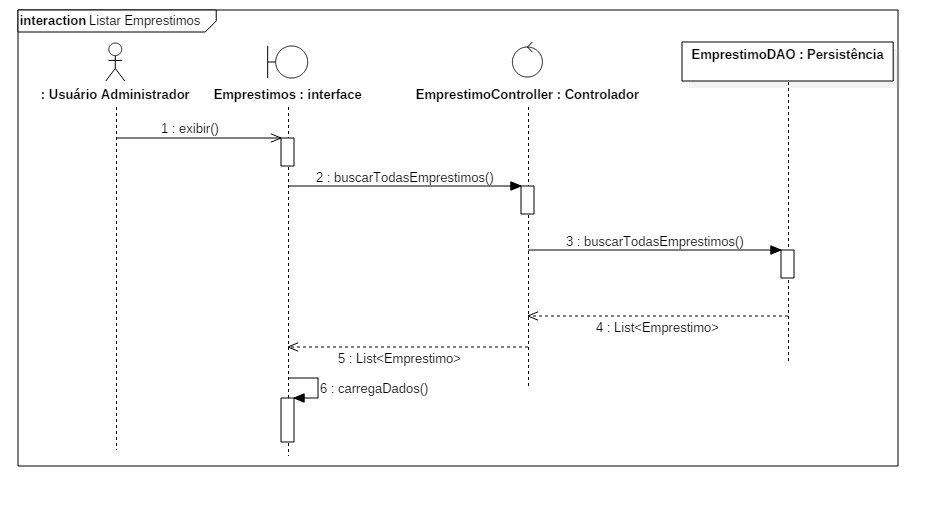 interaction Listar Emprestimos
: Usuário Administrador
Emprestimos : interface
EmprestimoController : Controlador
EmprestimoDAO : Persistência
1 : exibir()
2 : buscarTodasEmprestimos()
3 : buscarTodasEmprestimos()
4 : List<Emprestimo>
5 : List<Emprestimo>
6 : carregaDados()